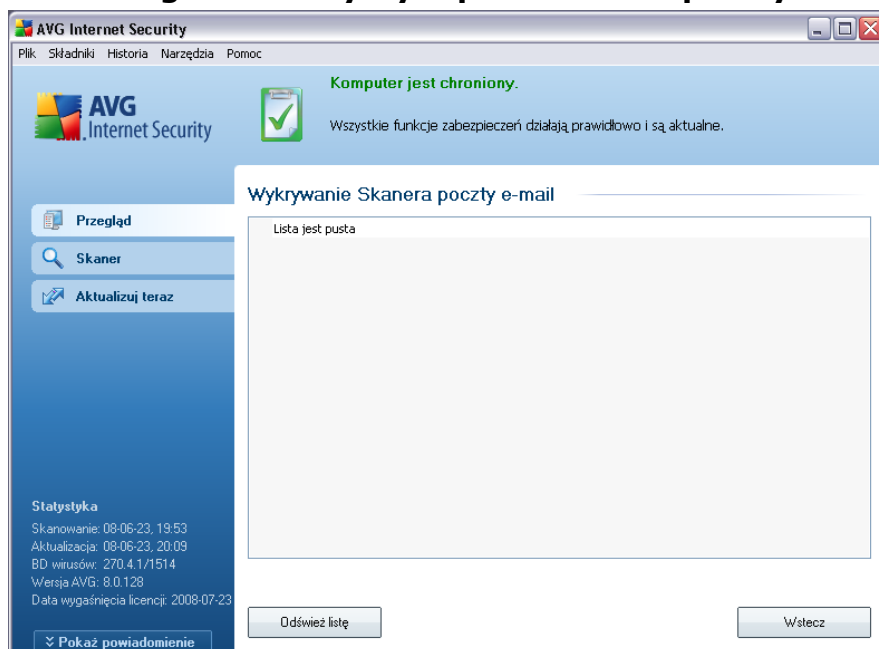 AVG Internet Security
Plik Składniki Historia Narzędzia Pomoc
AVG
Internet Security
Komputer jest chroniony.
Wszystkie funkcje zabezpieczeń działają prawidłowo i są aktualne.
Przegląd
Skaner
Aktualizuj teraz
Wykrywanie Skanera poczty e-mail
Lista jest pusta
Statystyka
Skanowanie: 08-06-23, 19:53
Aktualizacja: 08-06-23, 20:09
BD wirusów: 270.4.1/1514
Wersja AVG: 8.0.128
Data wygaśnięcia licencji: 2008-07-23
Pokaż powiadomienie
Odśwież listę
Wstecz